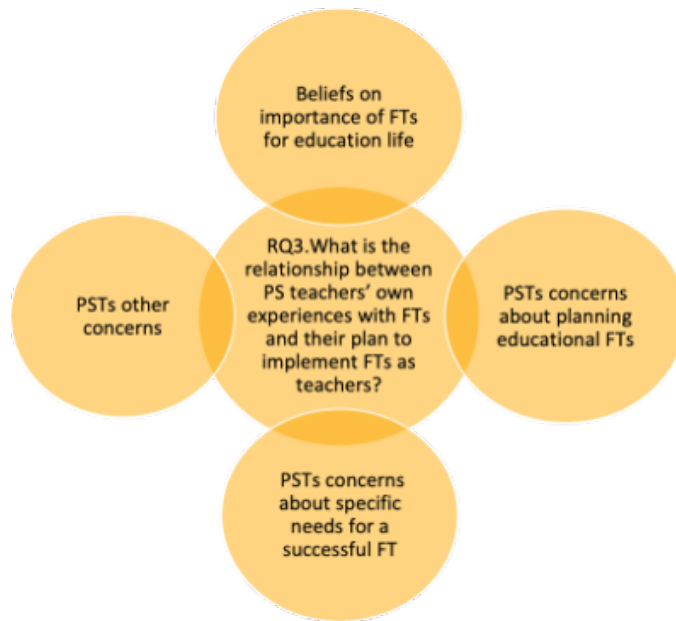 Beliefs on
importance of FTs
for education life
PSTs other
concerns
RQ3.What is the
relationship between
PS teachers' own
experiences with FTs
and their plan to
implement FTs as
teachers?
PSTs concerns
about planning
educational FTs
PSTs concerns
about specific
needs for a
successful FT